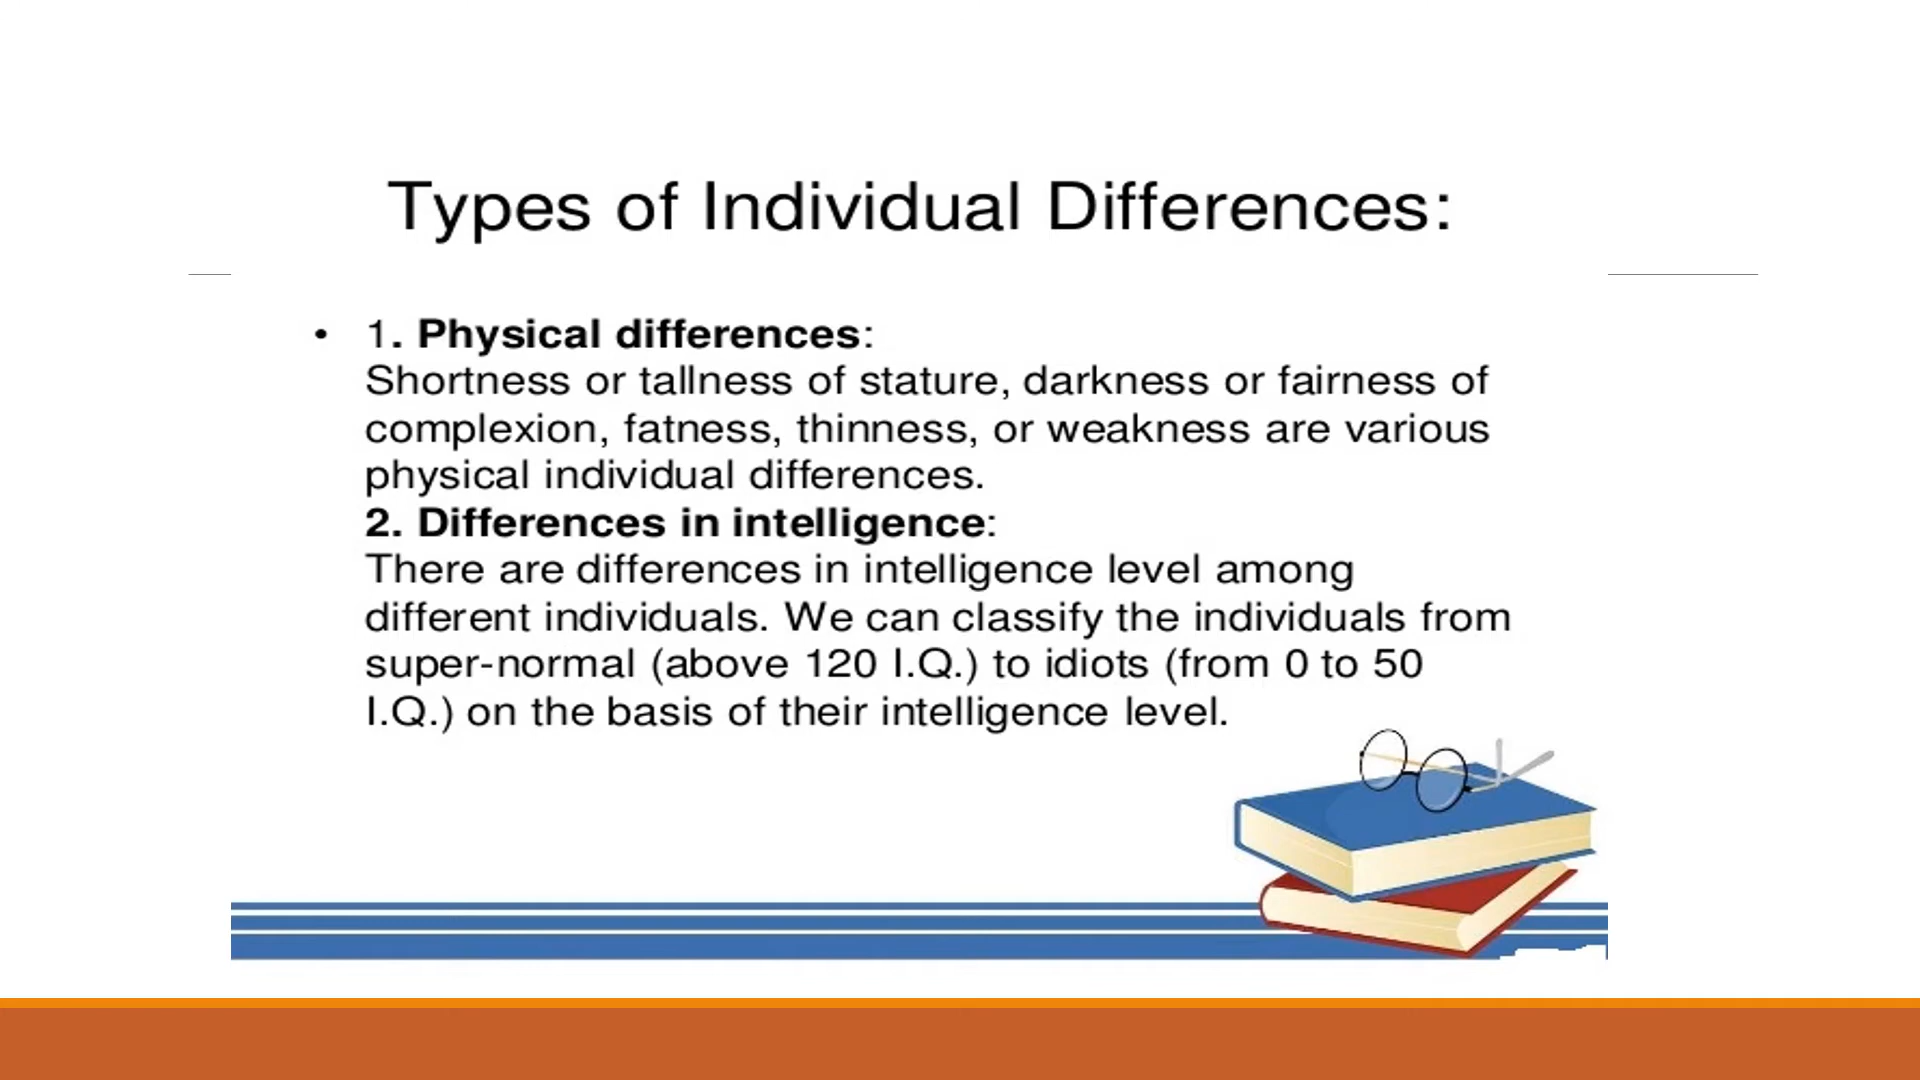 Types of Individual Differences:
• 1. Physical differences:
Shortness or tallness of stature, darkness or fairness of
complexion, fatness, thinness, or weakness are various
physical individual differences.
2. Differences in intelligence:
There are differences in intelligence level among
different individuals. We can classify the individuals from
super-normal (above 120 I.Q.) to idiots (from 0 to 50
I.Q.) on the basis of their intelligence level.